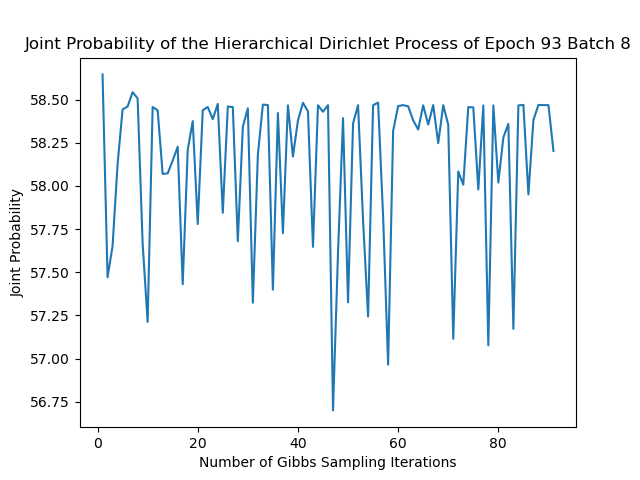 Joint Probability of the Hierarchical Dirichlet Process of Epoch 93 Batch 8
Joint Probability
58.50
58.25
58.00
57.75
57.50
57.25
57.00
56.75
0 20 40 60 80
Number of Gibbs Sampling Iterations